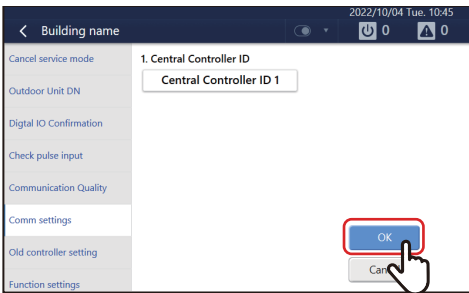 2022/10/04 Tue. 10:45
Building name
0
0
Cancel service mode
Outdoor Unit DN
Digtal IO Confirmation
Check pulse input
Communication Quality
Comm settings
Old controller setting
Function settings
1. Central Controller ID
Central Controller ID 1
OK
Can